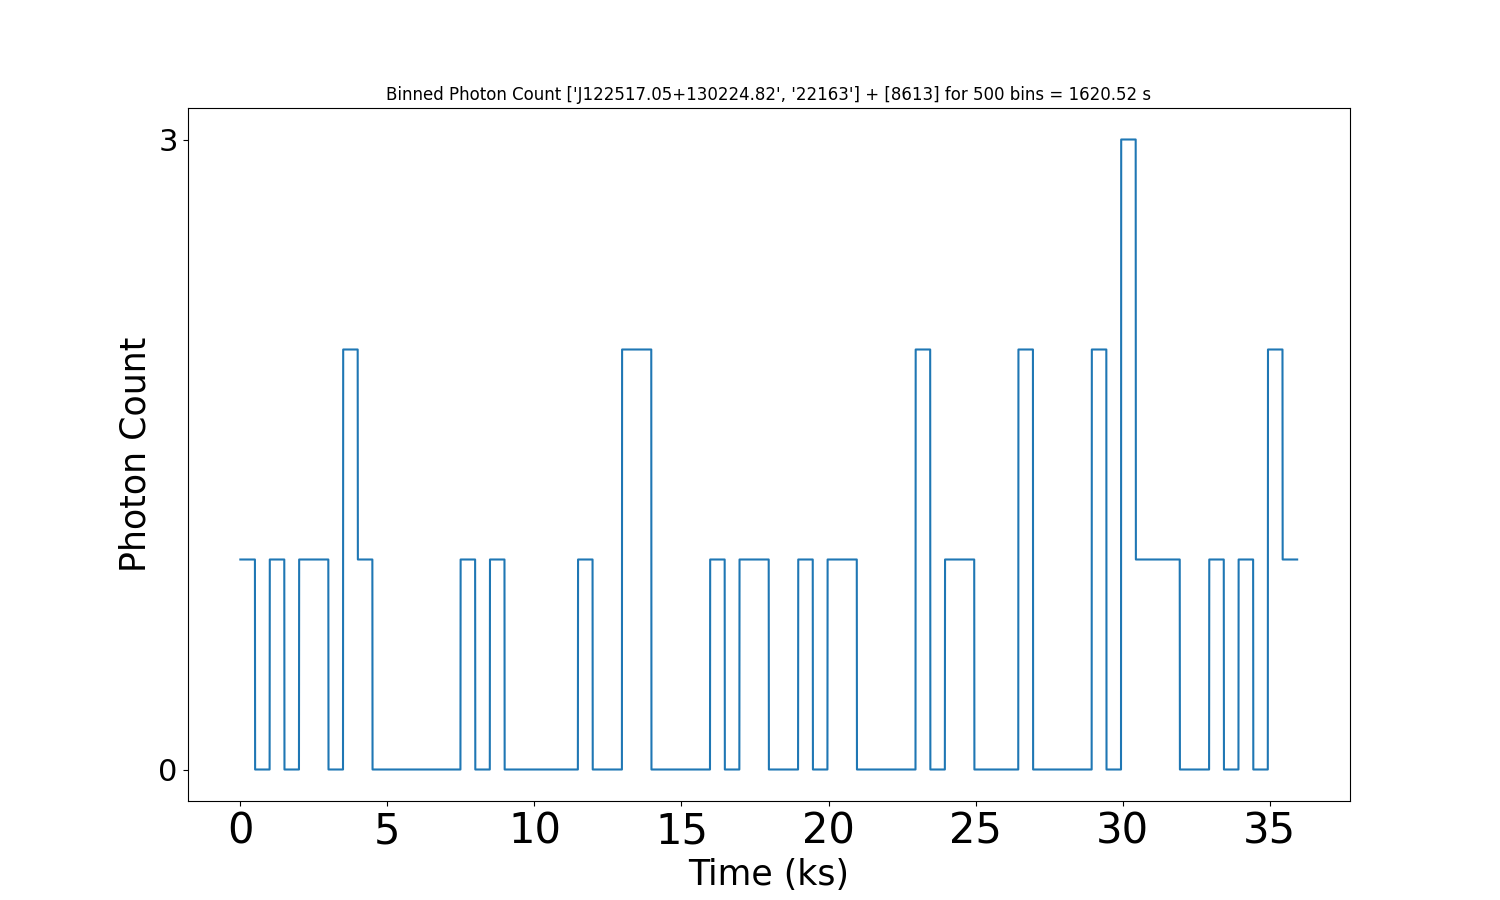 Binned Photon Count ['J122517.05+130224.82', '22163'] + [8613] for 500 bins = 1620.52 s
3
Photon Count
0
0 5 10 15 20 25 30 35
Time (ks)